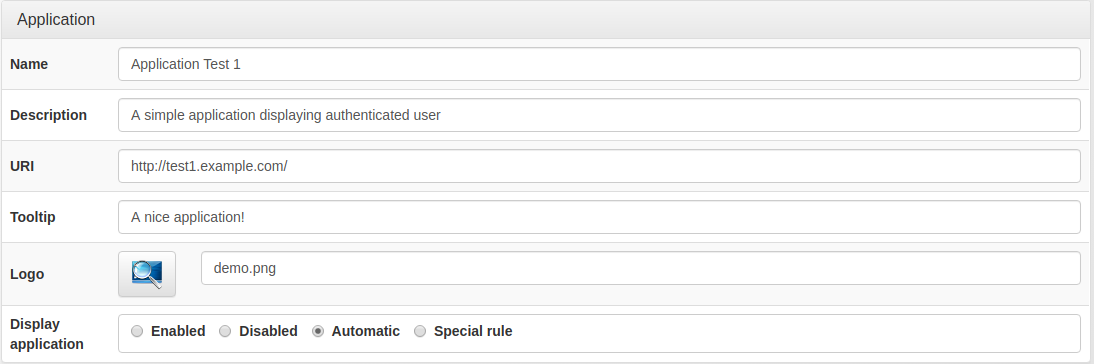 Application
Name
Application Test 1
Description
A simple application displaying authenticated user
URI
http://test1.example.com/
Tooltip
A nice application!
Logo
demo.png
Display
application
Enabled Disabled Automatic Special rule